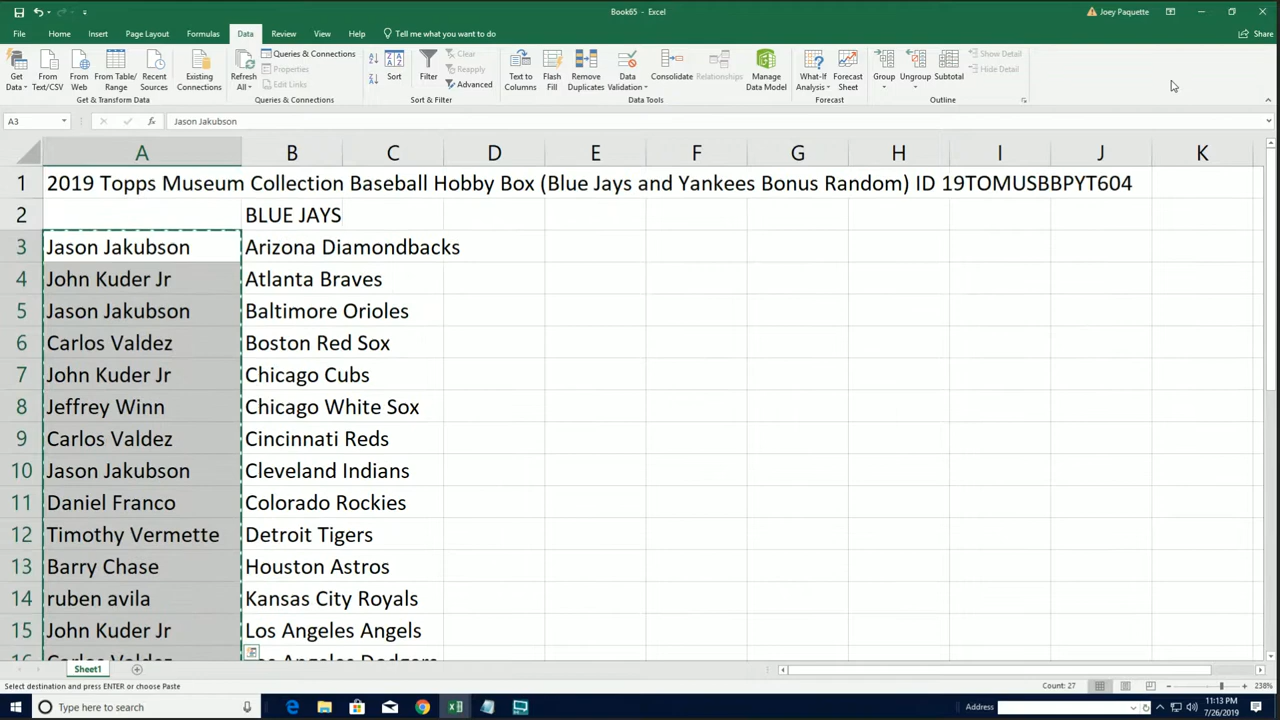 Book65 - Excel
Joey Paquette
File Home Insert Page Layout Formulas Data Review View Help Tell me what you want to do Share
Get Data From Text/CSV From Web From Table/ Range Recent Sources Existing Connections
Get & Transform Data
Refresh All Queries & Connections Properties Edit Links
Queries & Connections
Sort Filter Clear Reapply Advanced
Sort & Filter
Text to Columns Flash Fill Remove Duplicates Data Validation Consolidate Relationships Manage Data Model
Data Tools
What-If Analysis Forecast Sheet
Forecast
Group Ungroup Subtotal Show Detail Hide Detail
Outline
A3 fx Jason Jakubson
A B C D E F G H I J K
1 2019 Topps Museum Collection Baseball Hobby Box (Blue Jays and Yankees Bonus Random) ID 19TOMUSBBPYT604
2 BLUE JAYS
3 Jason Jakubson Arizona Diamondbacks
4 John Kuder Jr Atlanta Braves
5 Jason Jakubson Baltimore Orioles
6 Carlos Valdez Boston Red Sox
7 John Kuder Jr Chicago Cubs
8 Jeffrey Winn Chicago White Sox
9 Carlos Valdez Cincinnati Reds
10 Jason Jakubson Cleveland Indians
11 Daniel Franco Colorado Rockies
12 Timothy Vermette Detroit Tigers
13 Barry Chase Houston Astros
14 ruben avila Kansas City Royals
15 John Kuder Jr Los Angeles Angels
16 Carlos Valdez Los Angeles Dodgers
Sheet1
Select destination and press ENTER or choose Paste Count: 27 238%
Type here to search Address 11:13 PM
7/26/2019